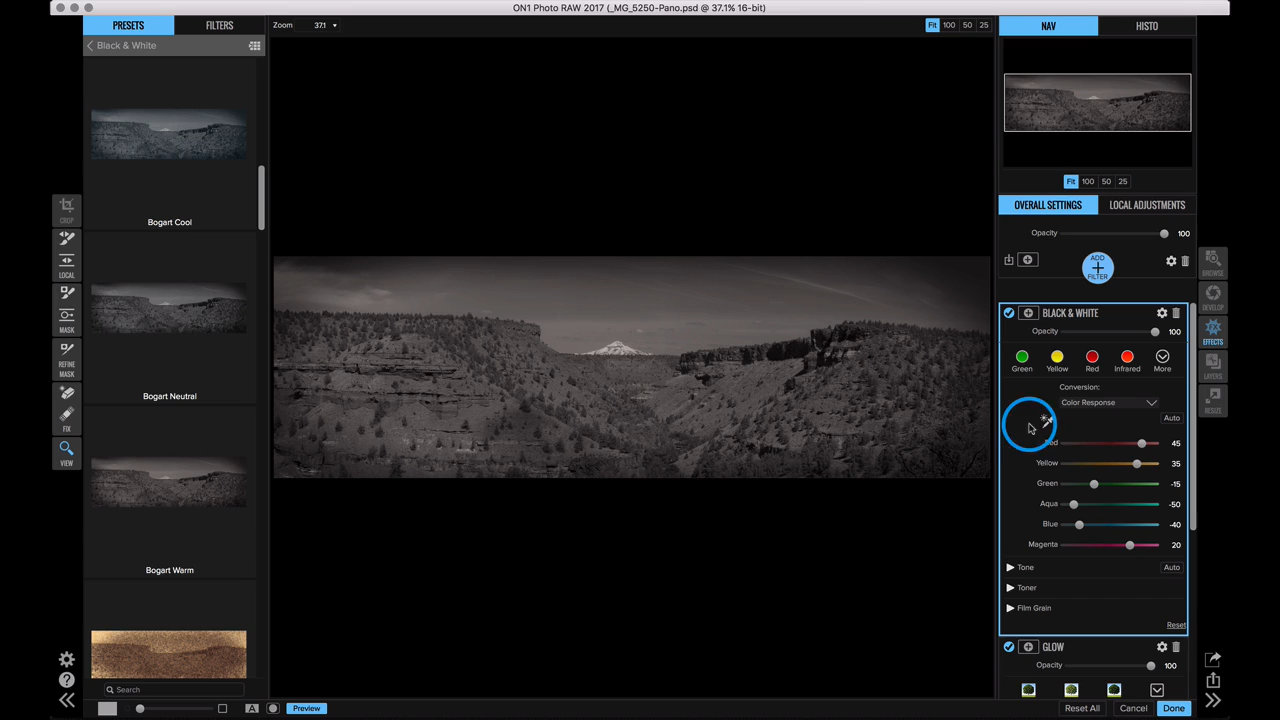 ON1 Photo RAW 2017 (_MG_5250-Pano.psd @ 37.1% 16-bit)
PRESETS FILTERS
Zoom 37.1
Fit 100 50 25
NAV HISTO
Black & White
Bogart Cool
Bogart Neutral
Bogart Warm
Search
CROP
LOCAL
MASK
REFINE
MASK
FIX
VIEW
A Preview
Fit 100 50 25
OVERALL SETTINGS LOCAL ADJUSTMENTS
Opacity 100
ADD
FILTER
BLACK & WHITE
Opacity 100
Green Yellow Red Infrared More
Conversion:
Color Response
Auto
Red 45
Yellow 35
Green -15
Aqua -50
Blue -40
Magenta 20
Tone Auto
Toner
Film Grain
Reset
GLOW
Opacity 100
Reset All Cancel Done
BROWSE
DEVELOP
EFFECTS
LAYERS
RESIZE